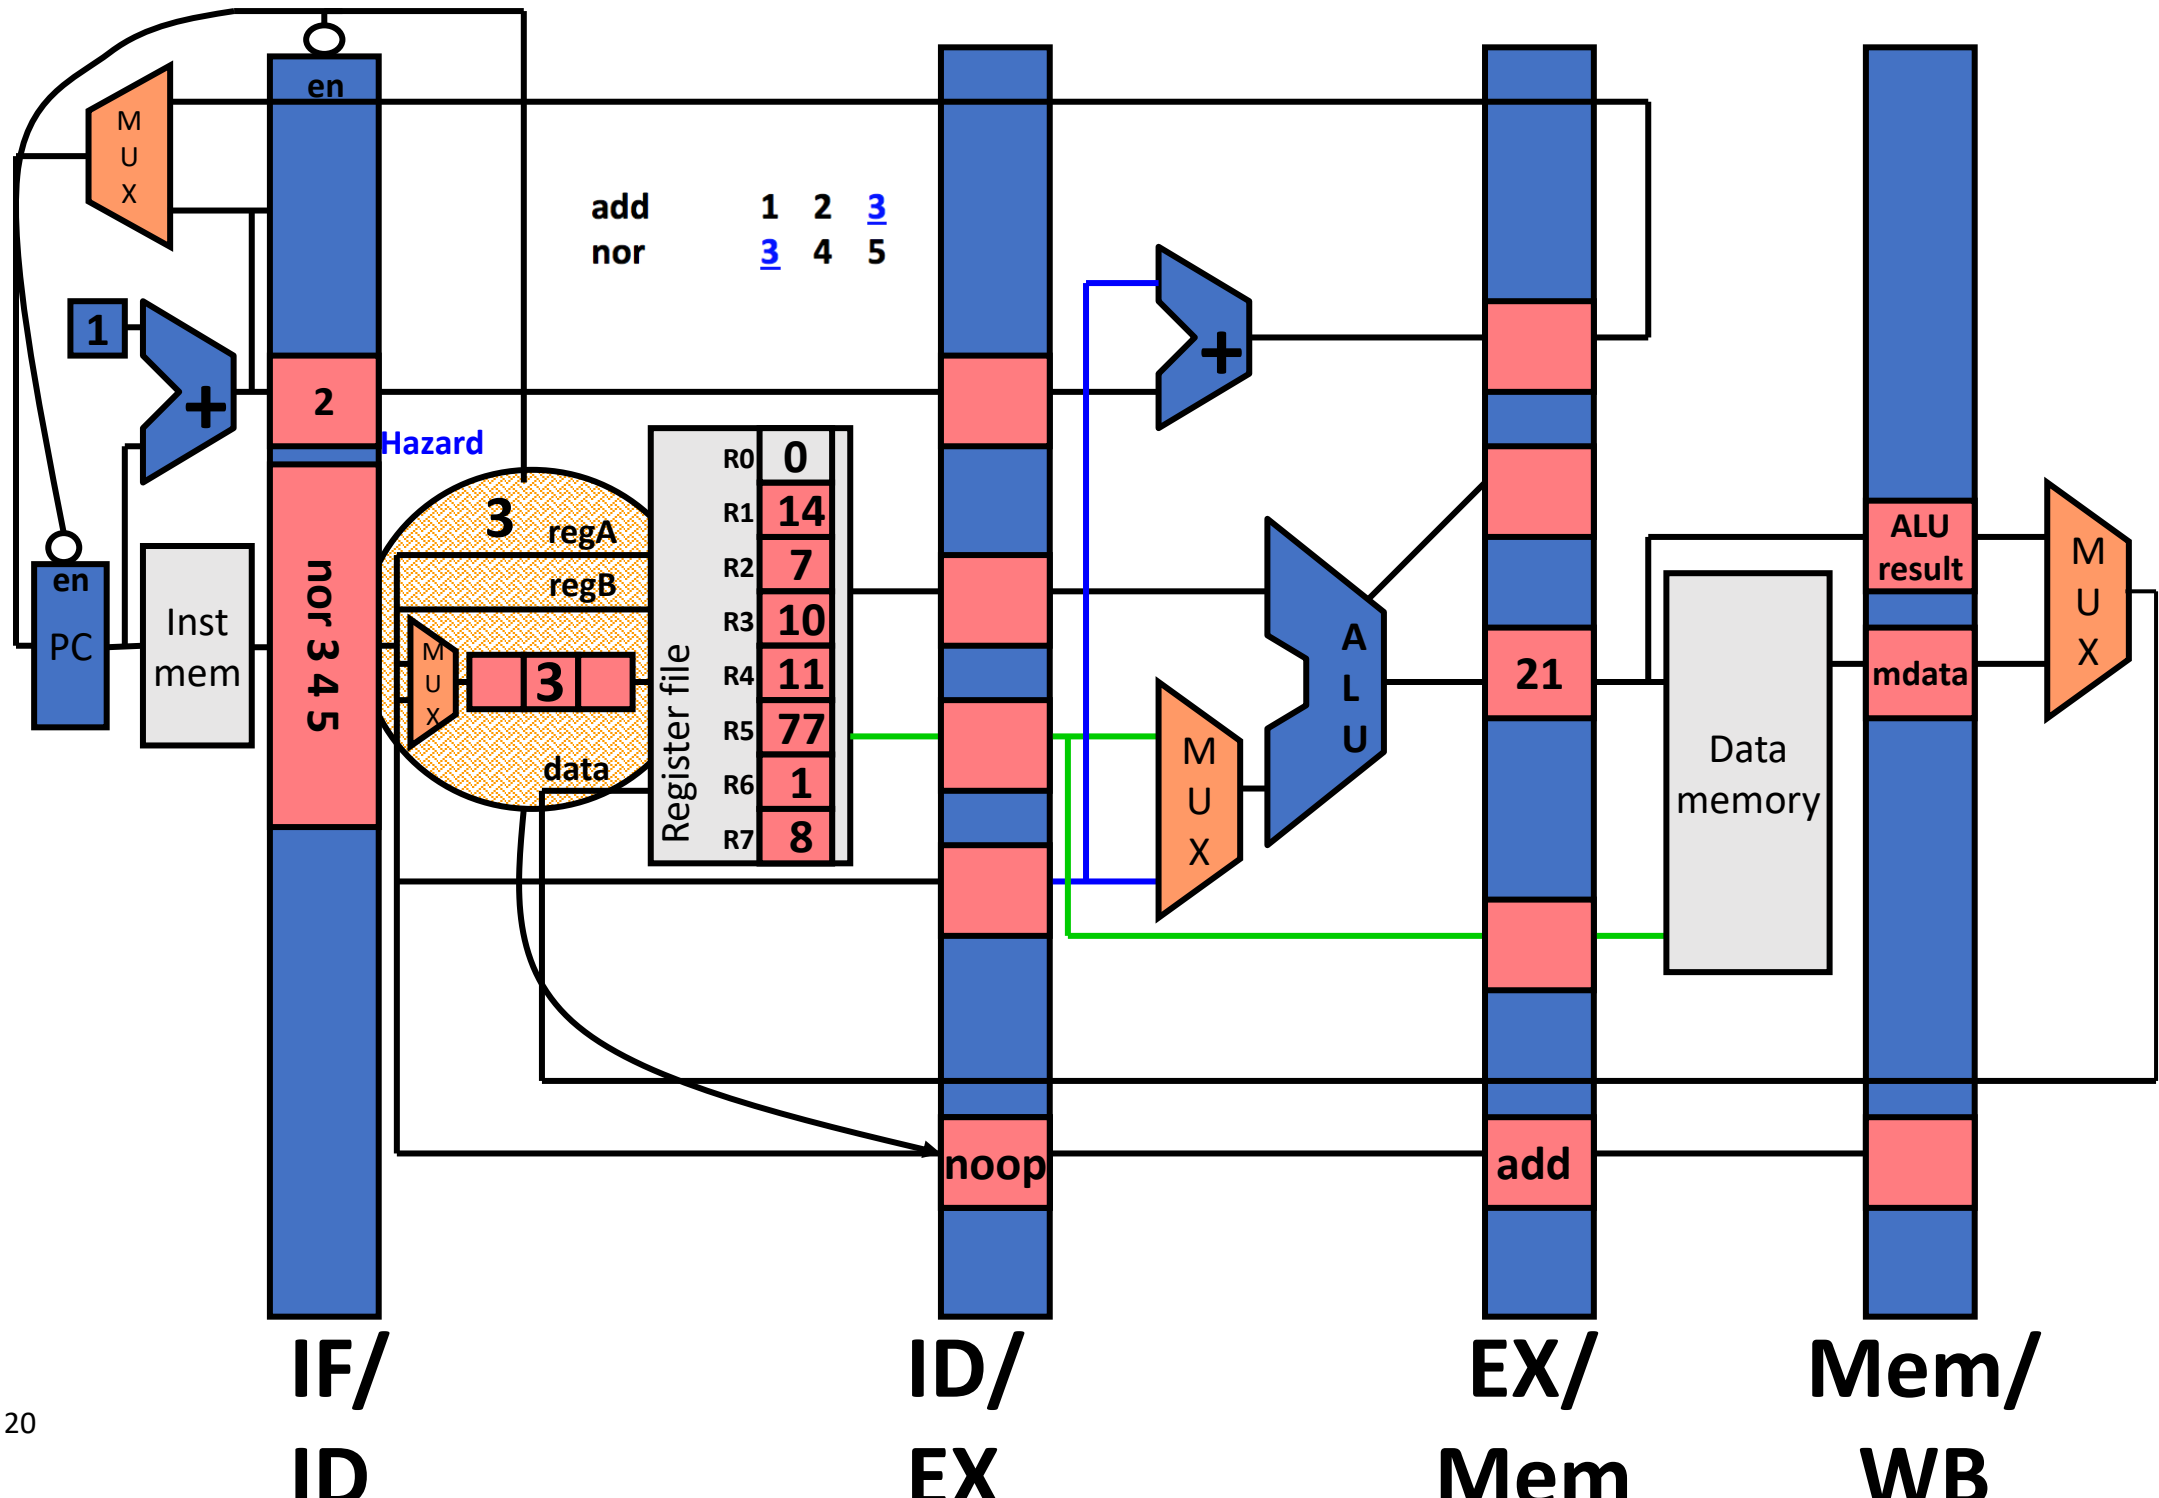 en
M
U
X
add 1 2 3
nor 3 4 5
1
+
+
2
Hazard
R0 0
3
regA
R1 14
ALU
result
M
U
X
en
PC
Inst
mem
nor 3 4 5
regB
R2 7
R3 10
M
U
X
3
R4 11
A
L
U
21
mdata
R5 77
M
U
X
Data
memory
data
R6 1
R7 8
Register file
noop
add
IF/
ID
ID/
EX
EX/
Mem
Mem/
WB
20